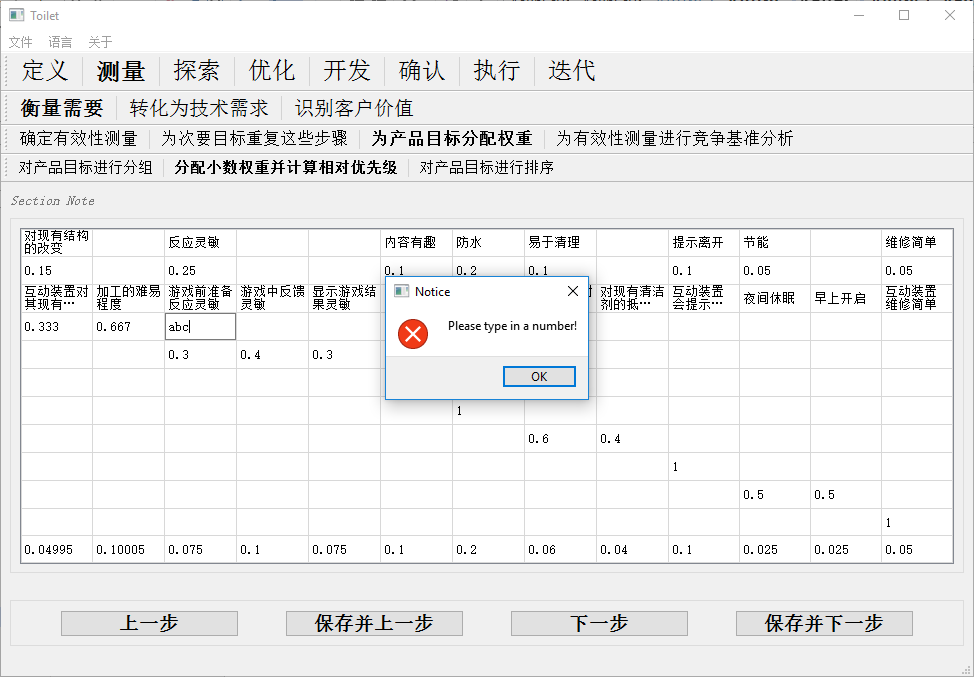 Toilet
文件 语言 关于
定义 测量 探索 优化 开发 确认 执行 迭代
衡量需要 转化为技术需求 识别客户价值
确定有效性测量 为次要目标重复这些步骤 为产品目标分配权重 为有效性测量进行竞争基准分析
对产品目标进行分组 分配小数权重并计算相对优先级 对产品目标进行排序
Section Note
对现有结构的改变 反应灵敏 内容有趣 防水 易于清理 提示离开 节能 维修简单
0.15 0.25 0.1 0.2 0.1 0.1 0.05 0.05
互动装置对其现有… 加工的难易程度 游戏前准备反应灵敏 游戏中反馈灵敏 显示游戏结果灵敏 对现有清洁剂的抵… 互动装置会提示… 夜间休眠 早上开启 互动装置维修简单
Notice
Please type in a number!
OK
0.333 0.667 abc
0.3 0.4 0.3
1
0.6 0.4
1
0.5 0.5
1
0.04995 0.10005 0.075 0.1 0.075 0.1 0.2 0.06 0.04 0.1 0.025 0.025 0.05
上一步 保存并上一步 下一步 保存并下一步